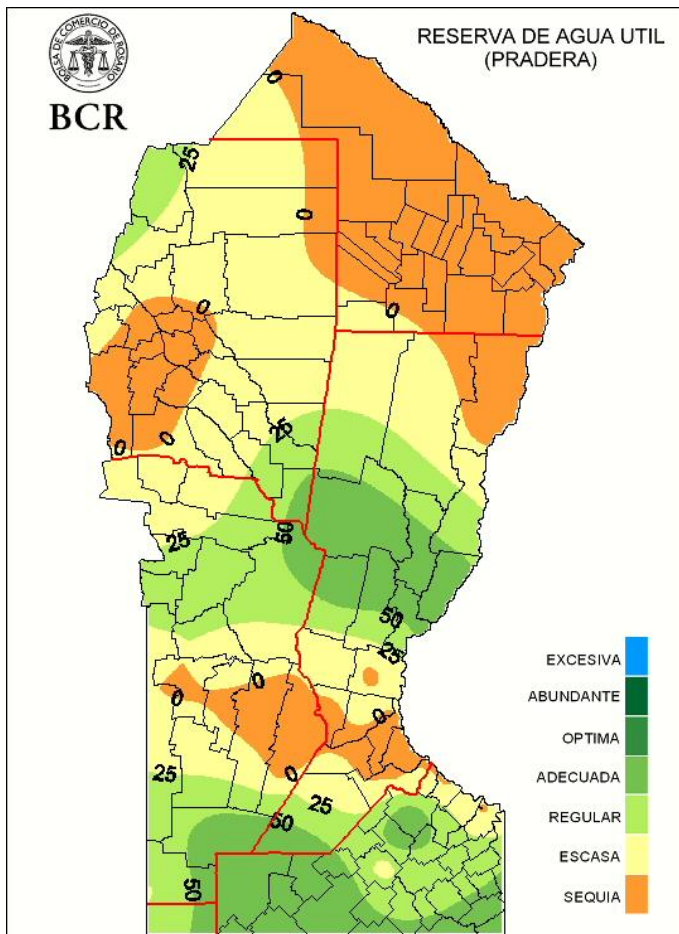 BOLSA DE COMERCIO DE ROSARIO
BCR
RESERVA DE AGUA UTIL
(PRADERA)
0
25
0
0
0
0
0
25
50
25
50
25
0
0
0
25
0
25
50
50
EXCESIVA
ABUNDANTE
OPTIMA
ADECUADA
REGULAR
ESCASA
SEQUIA